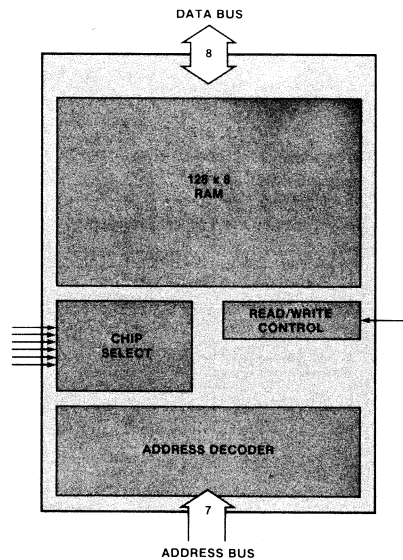 DATA BUS
8
128 x 8
RAM
CHIP
SELECT
READ/WRITE
CONTROL
ADDRESS DECODER
7
ADDRESS BUS